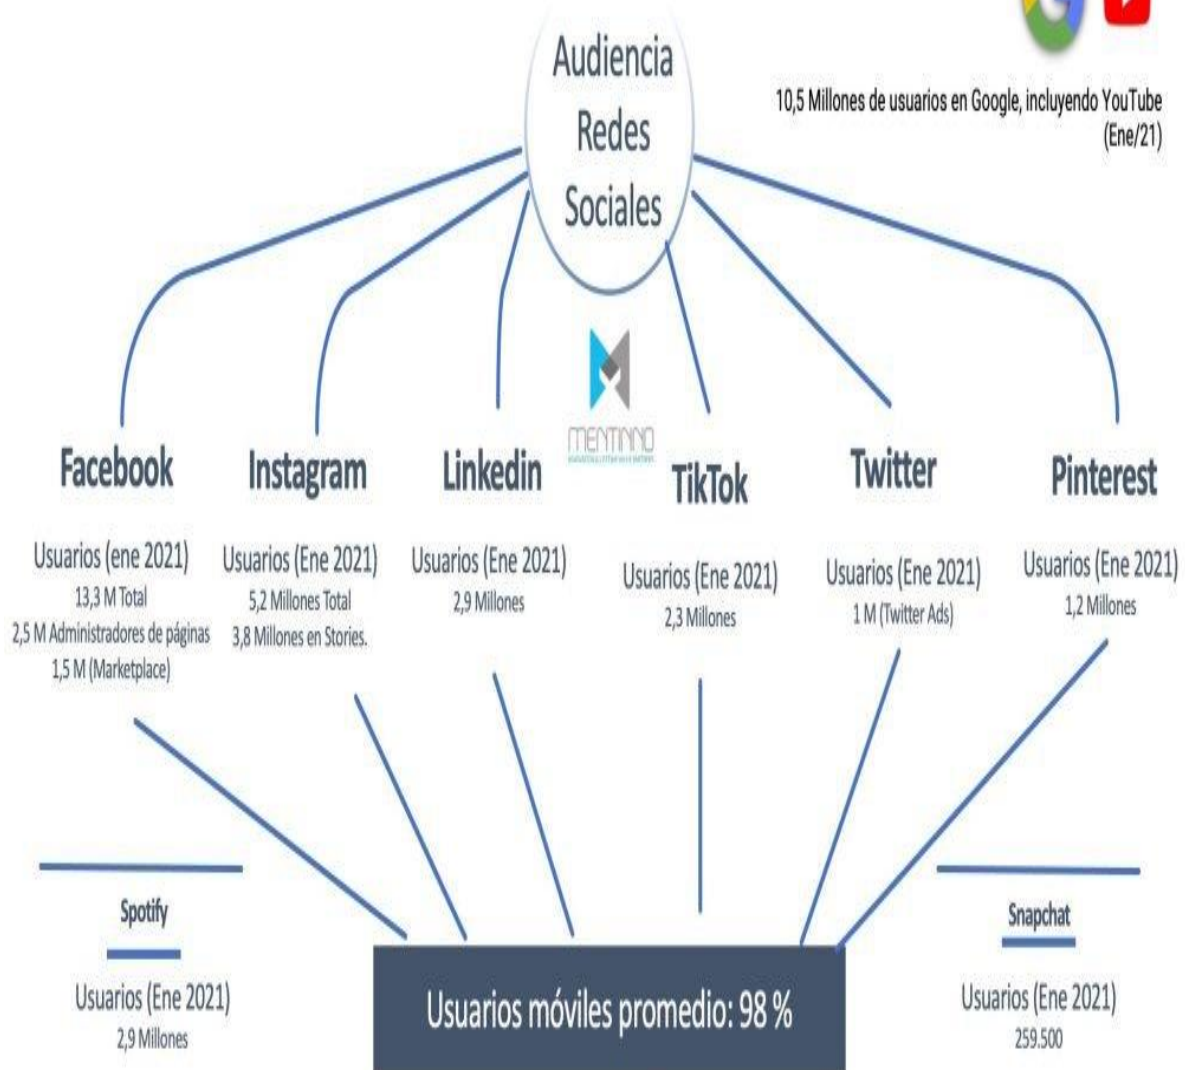 Audiencia
Redes
Sociales
10,5 Millones de usuarios en Google, incluyendo YouTube
(Ene/21)
MENTINNO
Facebook
Usuarios (ene 2021)
13,3 M Total
2,5 M Administradores de páginas
1,5 M (Marketplace)
Instagram
Usuarios (Ene 2021)
5,2 Millones Total
3,8 Millones en Stories.
Linkedin
Usuarios (Ene 2021)
2,9 Millones
TikTok
Usuarios (Ene 2021)
2,3 Millones
Twitter
Usuarios (Ene 2021)
1 M (Twitter Ads)
Pinterest
Usuarios (Ene 2021)
1,2 Millones
Spotify
Usuarios (Ene 2021)
2,9 Millones
Usuarios móviles promedio: 98 %
Snapchat
Usuarios (Ene 2021)
259.500